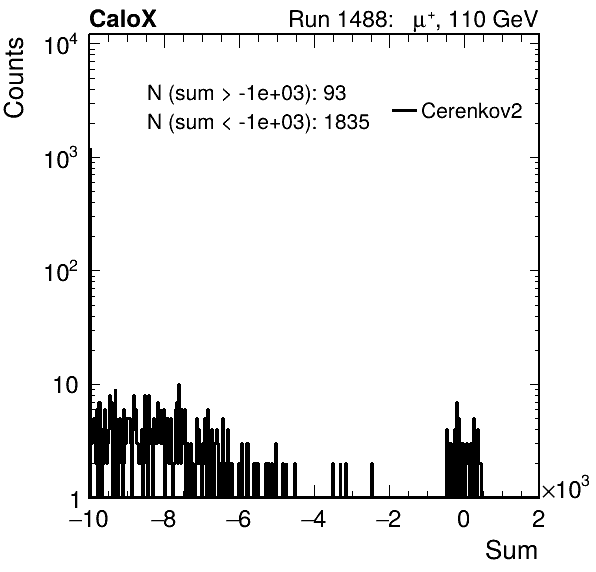 CaloX Run 1488: μ⁺, 110 GeV
Counts
N (sum > -1e+03): 93
N (sum < -1e+03): 1835
Cerenkov2
10⁴
10³
10²
10
1
−10 −8 −6 −4 −2 0 2
×10³
Sum